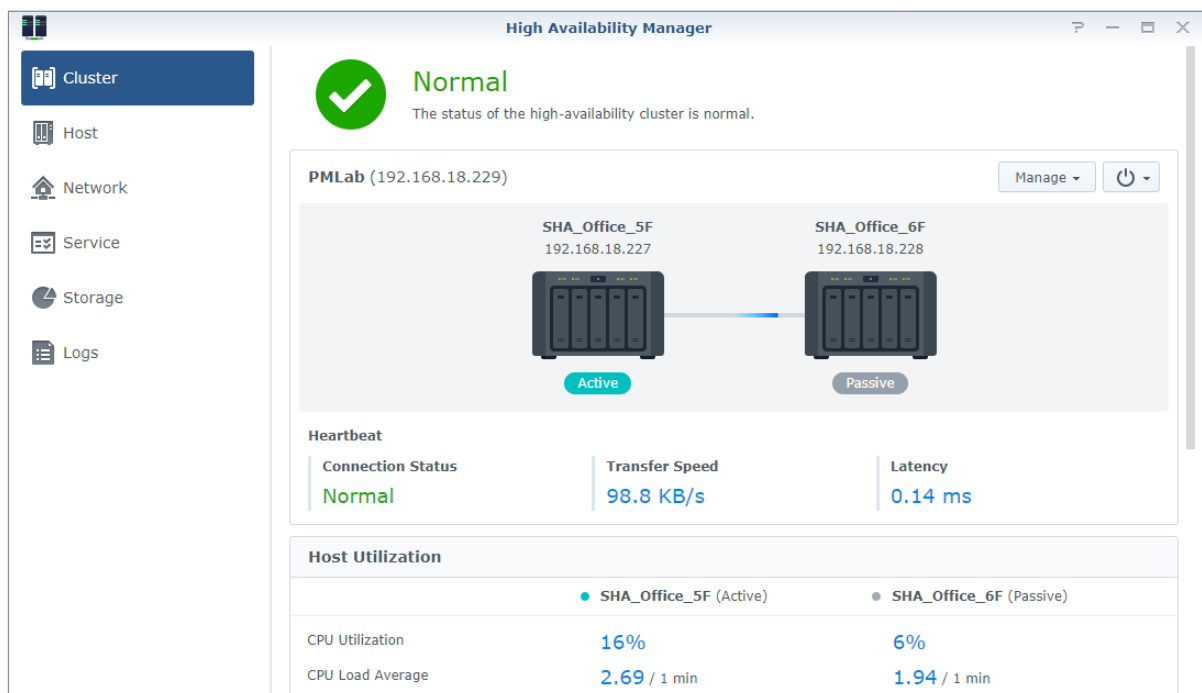 High Availability Manager
Cluster
Host
Network
Service
Storage
Logs
Normal
The status of the high-availability cluster is normal.
PMLab (192.168.18.229)
Manage
SHA_Office_5F
192.168.18.227
SHA_Office_6F
192.168.18.228
Active
Passive
Heartbeat
Connection Status
Normal
Transfer Speed
98.8 KB/s
Latency
0.14 ms
Host Utilization
SHA_Office_5F (Active)
SHA_Office_6F (Passive)
CPU Utilization
16%
6%
CPU Load Average
2.69 / 1 min
1.94 / 1 min